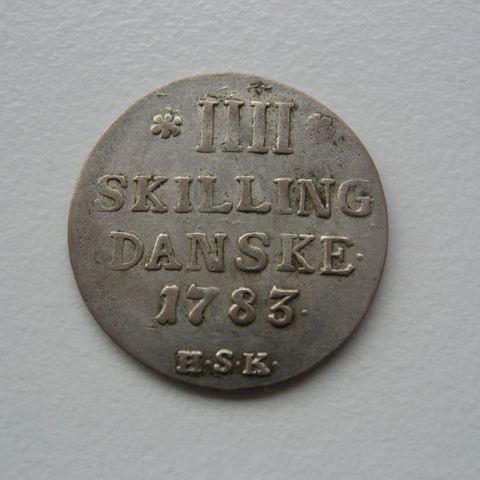 IIII
SKILLING
DANSKE·
1783·
H·S·K·